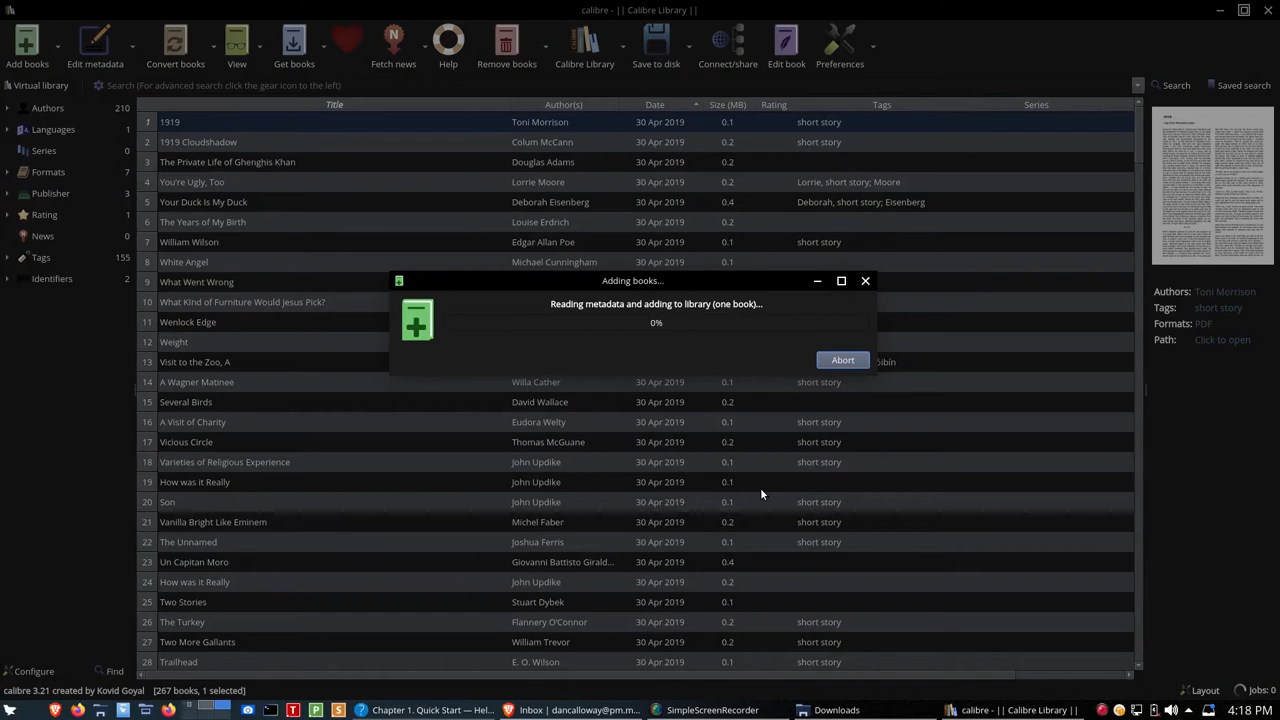 calibre - || Calibre Library ||
Add books
Edit metadata
Convert books
View
Get books
Fetch news
Help
Remove books
Calibre Library
Save to disk
Connect/share
Edit book
Preferences
Virtual library
Search (For advanced search click the gear icon to the left)
Search
Saved search
Authors 210
Languages 1
Series 0
Formats 7
Publisher 3
Rating 1
News 0
Tags 155
Identifiers 2
Title Author(s) Date Size (MB) Rating Tags Series
1 1919 Toni Morrison 30 Apr 2019 0.1 short story
2 1919 Cloudshadow Colum McCann 30 Apr 2019 0.1 short story
3 The Private Life of Ghenghis Khan Douglas Adams 30 Apr 2019 0.2
4 You're Ugly, Too Lorrie Moore 30 Apr 2019 0.2 Lorrie, short story; Moore
5 Your Duck Is My Duck Deborah Eisenberg 30 Apr 2019 0.4 Deborah, short story; Eisenberg
6 The Years of My Birth Louise Erdrich 30 Apr 2019 0.2
7 William Wilson Edgar Allan Poe 30 Apr 2019 0.1 short story
8 White Angel Michael Cunningham 30 Apr 2019 0.2
9 What Went Wrong
10 What KInd of Furniture Would Jesus Pick?
11 Wenlock Edge
12 Weight
13 Visit to the Zoo, A óibín
14 A Wagner Matinee Willa Cather 30 Apr 2019 0.1 short story
15 Several Birds David Wallace 30 Apr 2019 0.2
16 A Visit of Charity Eudora Welty 30 Apr 2019 0.1 short story
17 Vicious Circle Thomas McGuane 30 Apr 2019 0.2 short story
18 Varieties of Religious Experience John Updike 30 Apr 2019 0.1 short story
19 How was it Really John Updike 30 Apr 2019 0.1
20 Son John Updike 30 Apr 2019 0.1 short story
21 Vanilla Bright Like Eminem Michel Faber 30 Apr 2019 0.2 short story
22 The Unnamed Joshua Ferris 30 Apr 2019 0.1 short story
23 Un Capitan Moro Giovanni Battisto Girald... 30 Apr 2019 0.4
24 How was it Really John Updike 30 Apr 2019 0.2
25 Two Stories Stuart Dybek 30 Apr 2019 0.1
26 The Turkey Flannery O'Connor 30 Apr 2019 0.2 short story
27 Two More Gallants William Trevor 30 Apr 2019 0.2 short story
28 Trailhead E. O. Wilson 30 Apr 2019 0.1 short story
Adding books...
Reading metadata and adding to library (one book)...
0%
Abort
Authors: Toni Morrison
Tags: short story
Formats: PDF
Path: Click to open
Configure
Find
calibre 3.21 created by Kovid Goyal [267 books, 1 selected]
Layout
Jobs: 0
Chapter 1. Quick Start — Hel...
Inbox | dancalloway@pm.m...
SimpleScreenRecorder
Downloads
calibre - || Calibre Library ||
4:18 PM